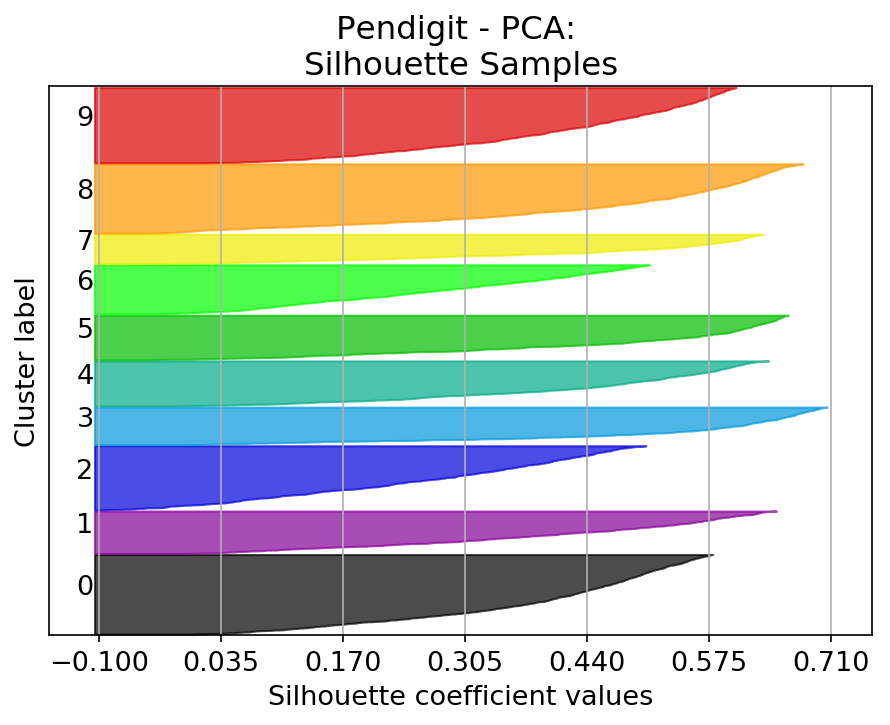 Pendigit - PCA:
Silhouette Samples
9
8
7
6
5
4
3
2
1
0
Cluster label
−0.100 0.035 0.170 0.305 0.440 0.575 0.710
Silhouette coefficient values